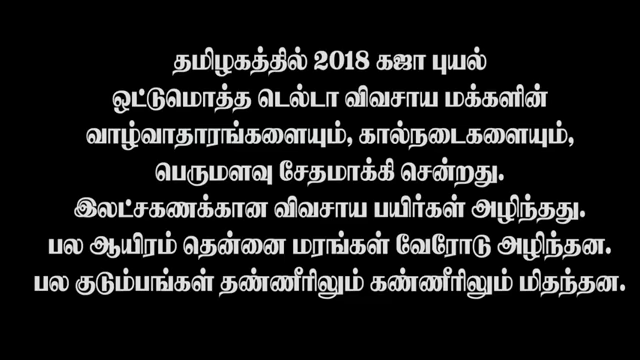 தமிழகத்தில் 2018 கஜா புயல்
ஒட்டுமொத்த டெல்டா விவசாய மக்களின்
வாழ்வாதாரங்களையும், கால்நடைகளையும்,
பெருமளவு சேதமாக்கி சென்றது.
இலட்சகணக்கான விவசாய பயிர்கள் அழிந்தது.
பல ஆயிரம் தென்னை மரங்கள் வேரோடு அழிந்தன.
பல குடும்பங்கள் தண்ணீரிலும் கண்ணீரிலும் மிதந்தன.